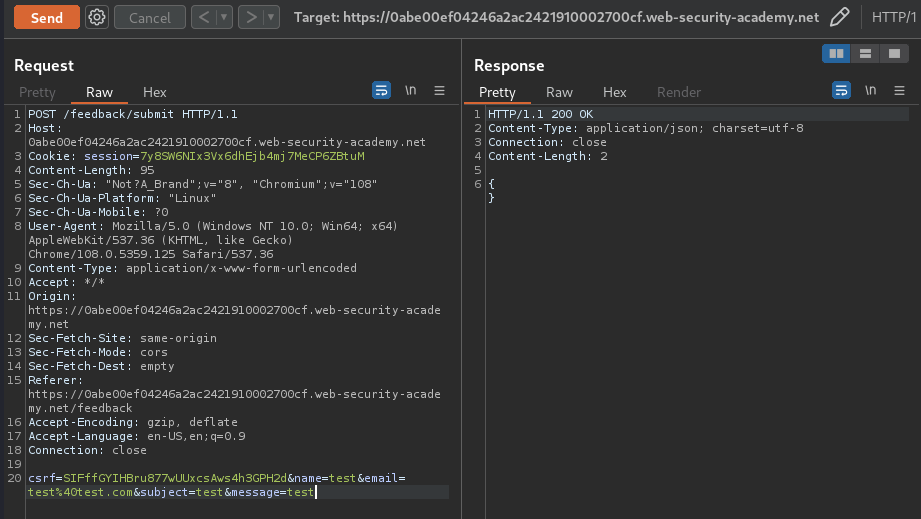 Send Cancel < > Target: https://0abe00ef04246a2ac2421910002700cf.web-security-academy.net HTTP/1
Request
Pretty Raw Hex \n
1 POST /feedback/submit HTTP/1.1
2 Host:
0abe00ef04246a2ac2421910002700cf.web-security-academy.net
3 Cookie: session=7y8SW6NIx3Vx6dhEjb4mj7MeCP6ZBtuM
4 Content-Length: 95
5 Sec-Ch-Ua: "Not?A_Brand";v="8", "Chromium";v="108"
6 Sec-Ch-Ua-Platform: "Linux"
7 Sec-Ch-Ua-Mobile: ?0
8 User-Agent: Mozilla/5.0 (Windows NT 10.0; Win64; x64)
AppleWebKit/537.36 (KHTML, like Gecko)
Chrome/108.0.5359.125 Safari/537.36
9 Content-Type: application/x-www-form-urlencoded
10 Accept: */*
11 Origin:
https://0abe00ef04246a2ac2421910002700cf.web-security-acade
my.net
12 Sec-Fetch-Site: same-origin
13 Sec-Fetch-Mode: cors
14 Sec-Fetch-Dest: empty
15 Referer:
https://0abe00ef04246a2ac2421910002700cf.web-security-acade
my.net/feedback
16 Accept-Encoding: gzip, deflate
17 Accept-Language: en-US,en;q=0.9
18 Connection: close
19
20 csrf=SIFffGYIHBru877wUUxcsAws4h3GPH2d&name=test&email=
test%40test.com&subject=test&message=test
Response
Pretty Raw Hex Render \n
1 HTTP/1.1 200 OK
2 Content-Type: application/json; charset=utf-8
3 Connection: close
4 Content-Length: 2
5
6 {
}